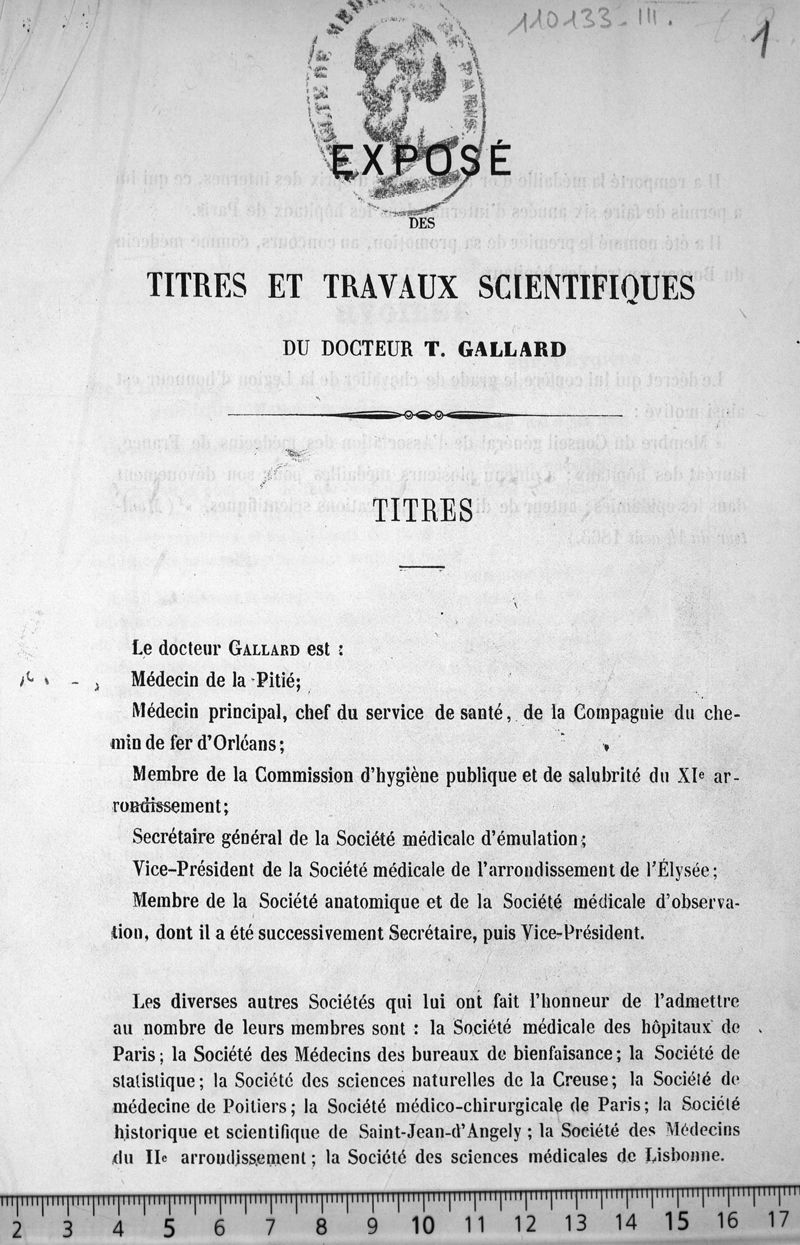 110133-III.
1
EXPOSÉ
DES
TITRES ET TRAVAUX SCIENTIFIQUES
DU DOCTEUR T. GALLARD
TITRES
Le docteur GALLARD est :
Médecin de la Pitié;
Médecin principal, chef du service de santé, de la Compagnie du che-
min de fer d'Orléans;
Membre de la Commission d'hygiène publique et de salubrité du XIe ar-
rondissement;
Secrétaire général de la Société médicale d'émulation;
Vice-Président de la Société médicale de l'arrondissement de l'Élysée;
Membre de la Société anatomique et de la Société médicale d'observa-
tion, dont il a été successivement Secrétaire, puis Vice-Président.
Les diverses autres Sociétés qui lui ont fait l'honneur de l'admettre
au nombre de leurs membres sont : la Société médicale des hôpitaux de
Paris; la Société des Médecins des bureaux de bienfaisance; la Société de
statistique; la Société des sciences naturelles de la Creuse; la Société de
médecine de Poitiers; la Société médico-chirurgicale de Paris; la Société
historique et scientifique de Saint-Jean-d'Angely; la Société des Médecins
du IIe arrondissement; la Société des sciences médicales de Lisbonne.
2 3 4 5 6 7 8 9 10 11 12 13 14 15 16 17